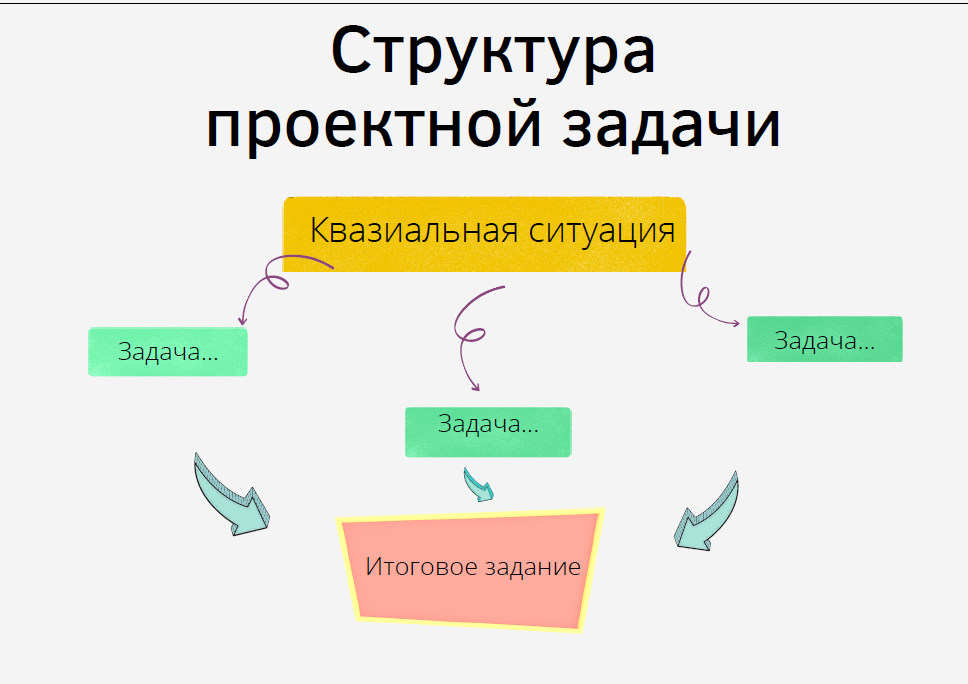 Структура
проектной задачи
Квазиальная ситуация
Задача...
Задача...
Задача...
Итоговое задание